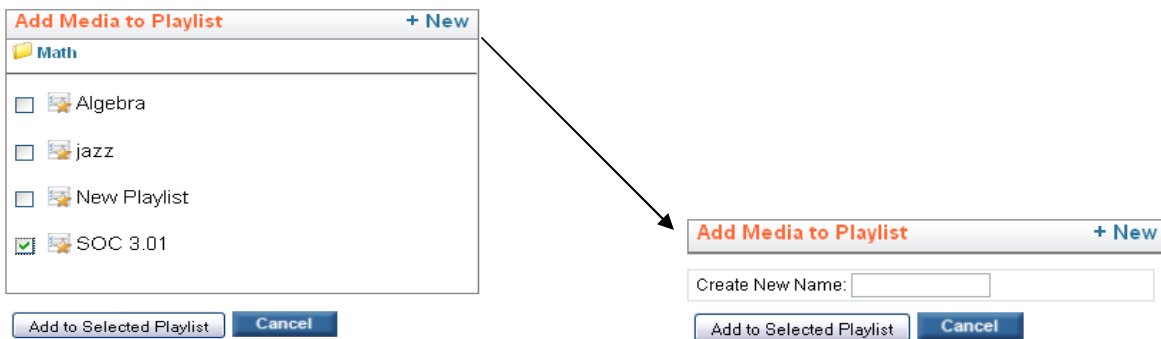 Add Media to Playlist + New
Math
Algebra
jazz
New Playlist
SOC 3.01
Add to Selected Playlist Cancel
Add Media to Playlist + New
Create New Name:
Add to Selected Playlist Cancel